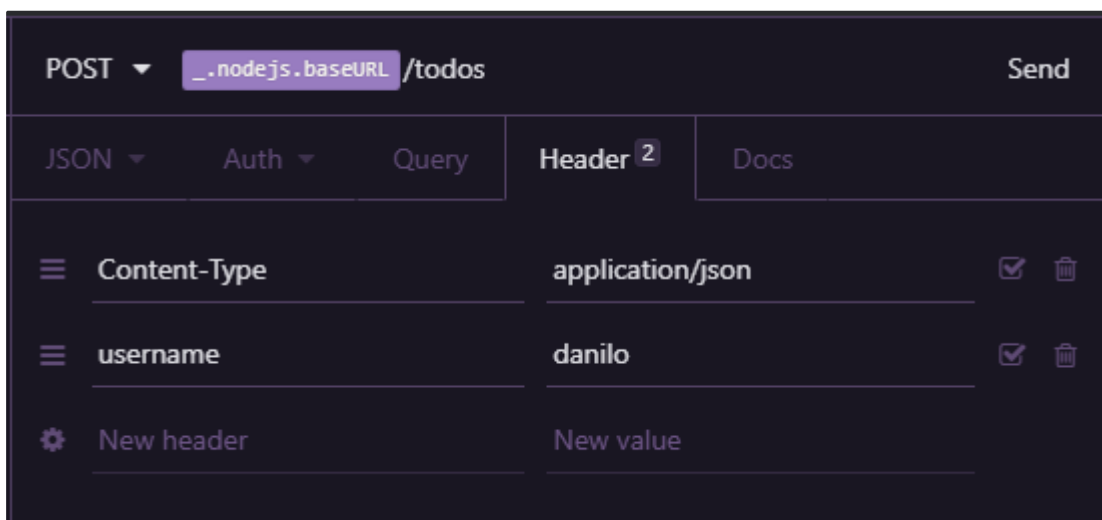 POST _.nodejs.baseURL /todos Send
JSON Auth Query Header 2 Docs
Content-Type application/json
username danilo
New header New value